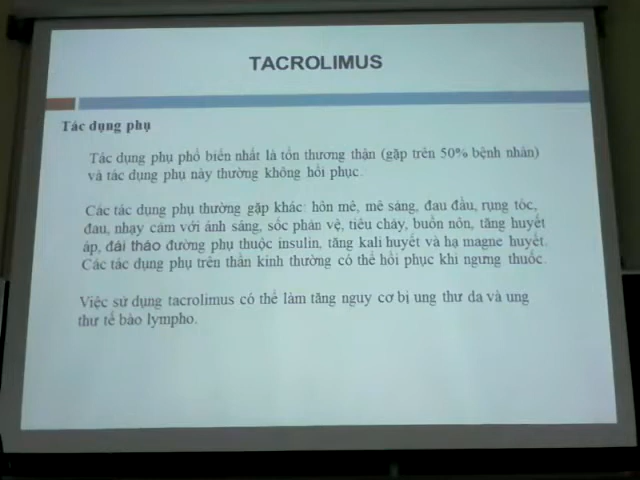 TACROLIMUS
Tác dụng phụ
Tác dụng phụ phổ biến nhất là tổn thương thận (gặp trên 50% bệnh nhân)
và tác dụng phụ này thường không hồi phục.
Các tác dụng phụ thường gặp khác: hôn mê, mê sảng, đau đầu, rụng tóc,
đau, nhạy cảm với ánh sáng, sốc phản vệ, tiêu chảy, buồn nôn, tăng huyết
áp, đái tháo đường phụ thuộc insulin, tăng kali huyết và hạ magne huyết.
Các tác dụng phụ trên thần kinh thường có thể hồi phục khi ngưng thuốc.
Việc sử dụng tacrolimus có thể làm tăng nguy cơ bị ung thư da và ung
thư tế bào lympho.